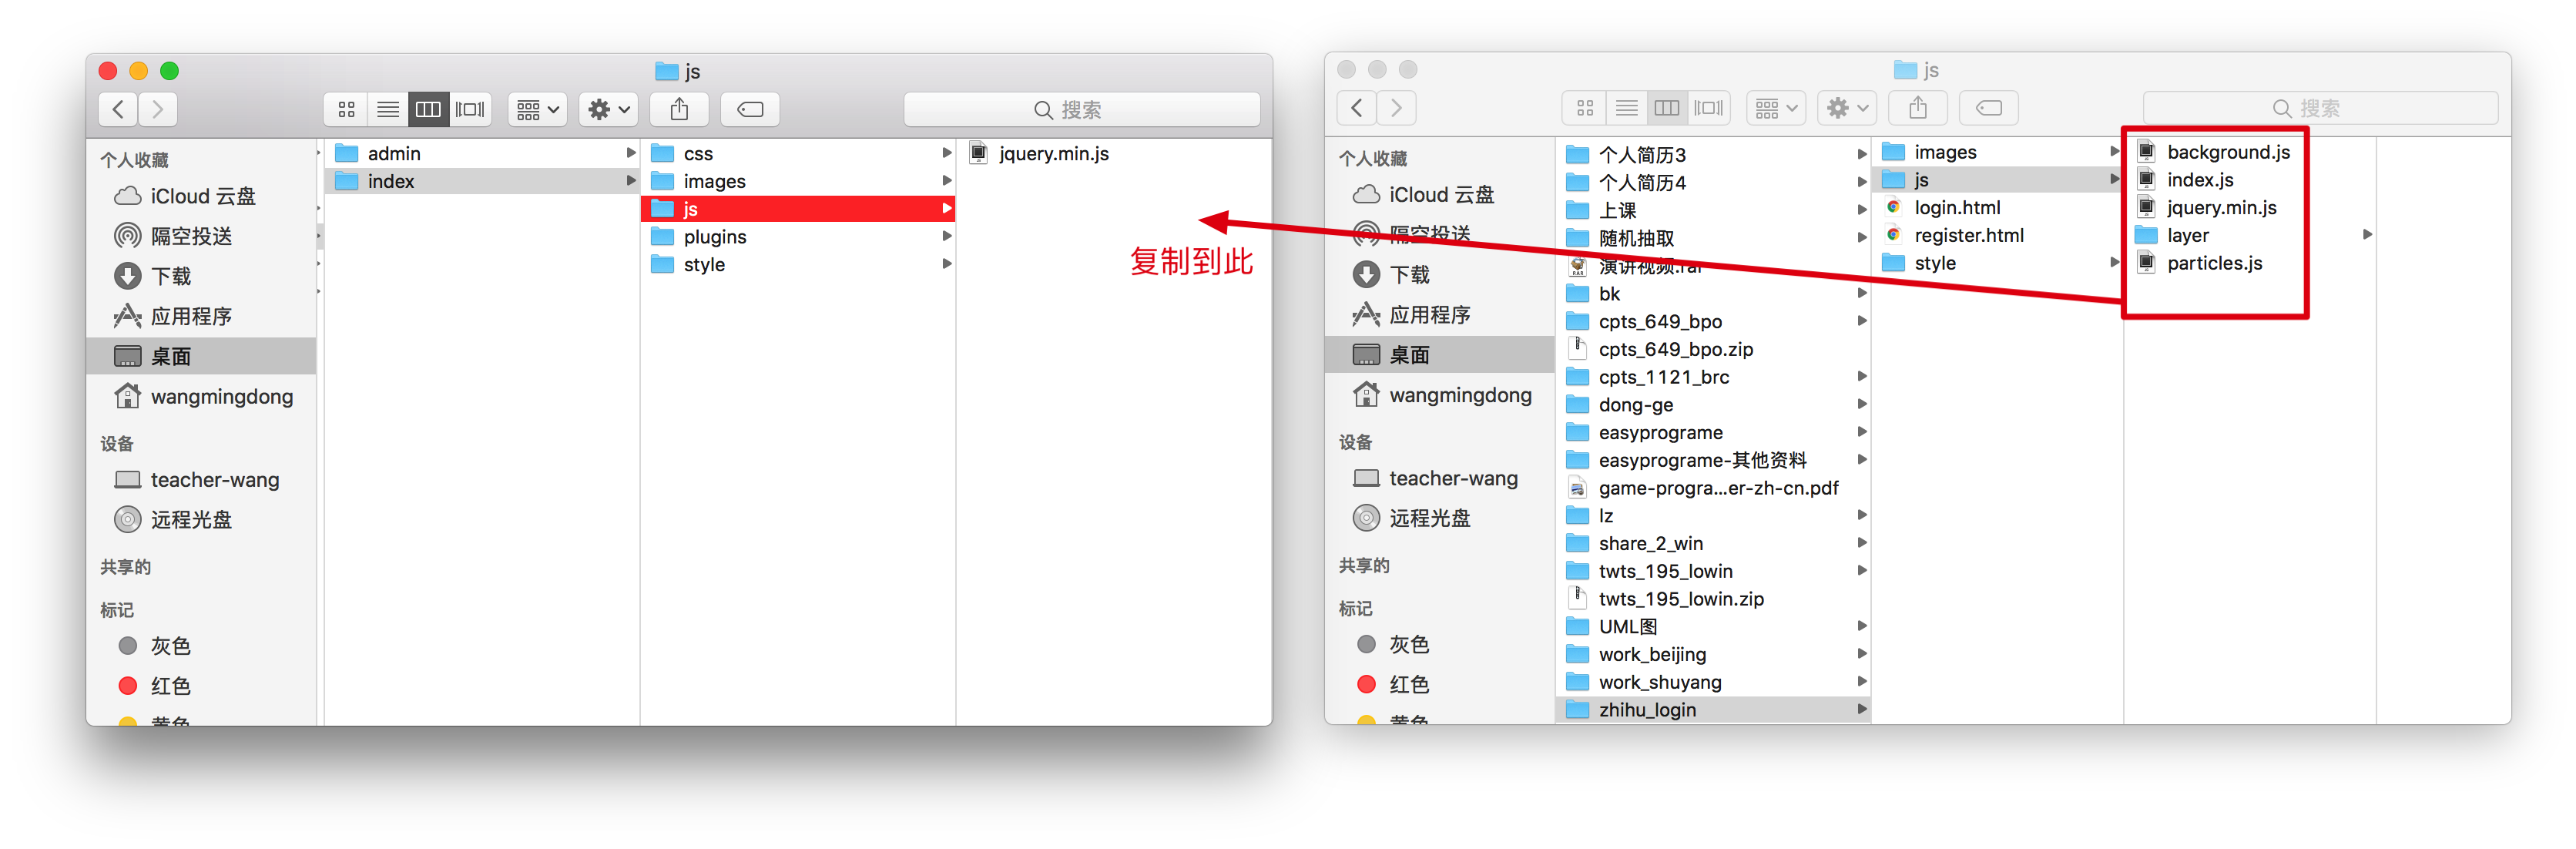 js
搜索
个人收藏
iCloud 云盘
隔空投送
下载
应用程序
桌面
wangmingdong
设备
teacher-wang
远程光盘
共享的
标记
灰色
红色
黄色
admin
index
css
images
js
plugins
style
jquery.min.js
复制到此
js
搜索
个人收藏
iCloud 云盘
隔空投送
下载
应用程序
桌面
wangmingdong
设备
teacher-wang
远程光盘
共享的
标记
灰色
红色
黄色
个人简历3
个人简历4
上课
随机抽取
演讲视频.rar
bk
cpts_649_bpo
cpts_649_bpo.zip
cpts_1121_brc
dong-ge
easyprograme
easyprograme-其他资料
game-progra...er-zh-cn.pdf
lz
share_2_win
twts_195_lowin
twts_195_lowin.zip
UML图
work_beijing
work_shuyang
zhihu_login
images
js
login.html
register.html
style
background.js
index.js
jquery.min.js
layer
particles.js